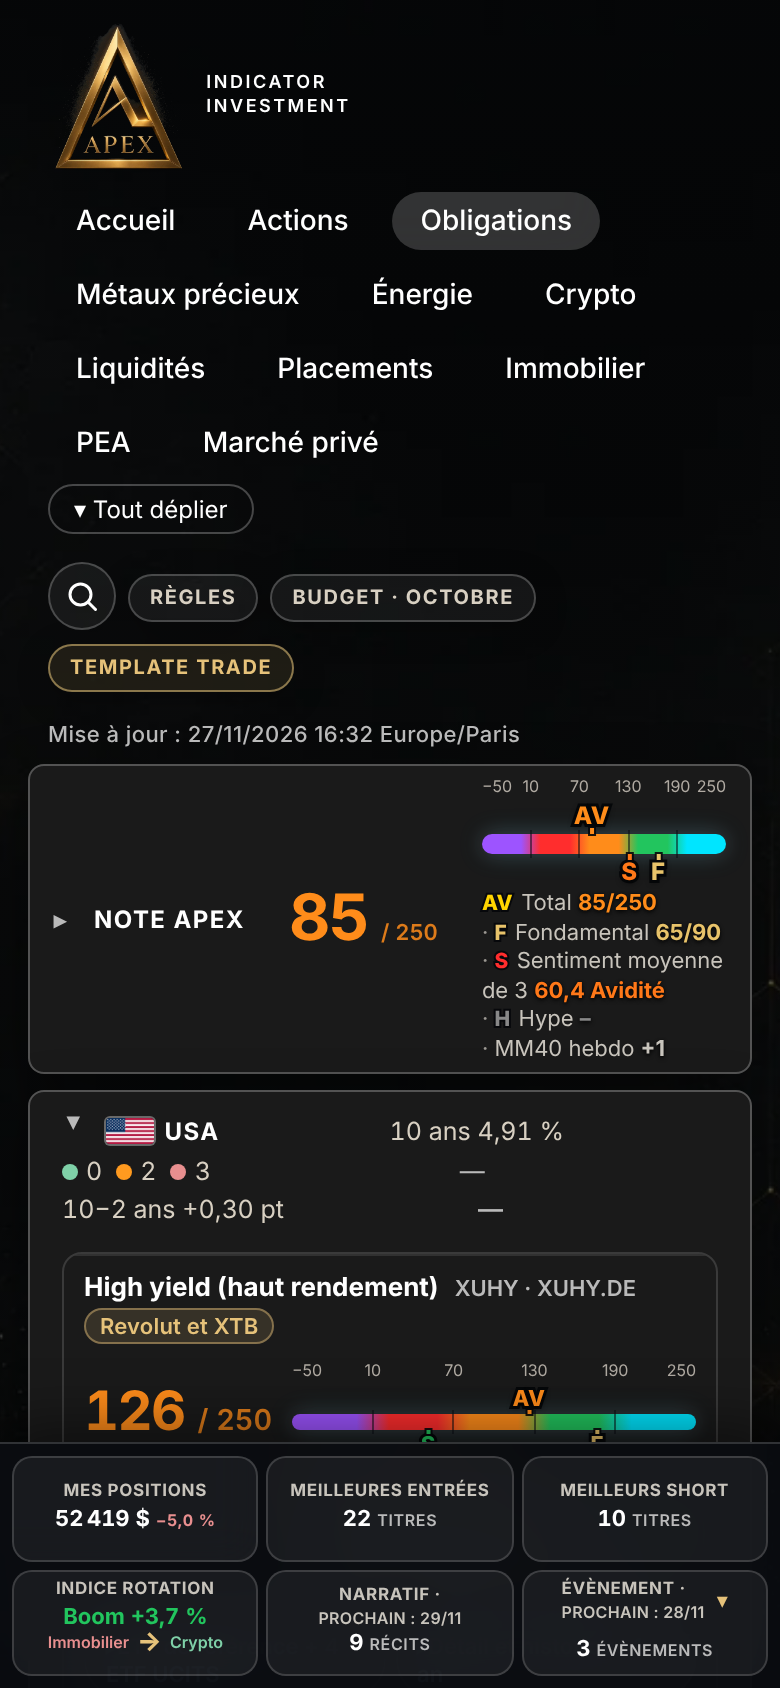 APEX
INDICATOR
INVESTMENT
Accueil Actions Obligations
Métaux précieux Énergie Crypto
Liquidités Placements Immobilier
PEA Marché privé
▾ Tout déplier
RÈGLES BUDGET · OCTOBRE
TEMPLATE TRADE
Mise à jour : 27/11/2026 16:32 Europe/Paris
−50 10 70 130 190 250
AV
S F
▸ NOTE APEX 85 / 250
AV Total 85/250
· F Fondamental 65/90
· S Sentiment moyenne
de 3 60,4 Avidité
· H Hype –
· MM40 hebdo +1
▾ USA 10 ans 4,91 %
0 2 3 —
10−2 ans +0,30 pt —
High yield (haut rendement) XUHY · XUHY.DE
Revolut et XTB
−50 10 70 130 190 250
AV
126 / 250
S F
MES POSITIONS
52 419 $ −5,0 %
MEILLEURES ENTRÉES
22 TITRES
MEILLEURS SHORT
10 TITRES
INDICE ROTATION
Boom +3,7 %
Immobilier → Crypto
NARRATIF ·
PROCHAIN : 29/11
9 RÉCITS
ÉVÈNEMENT ·
PROCHAIN : 28/11 ▾
3 ÉVÈNEMENTS